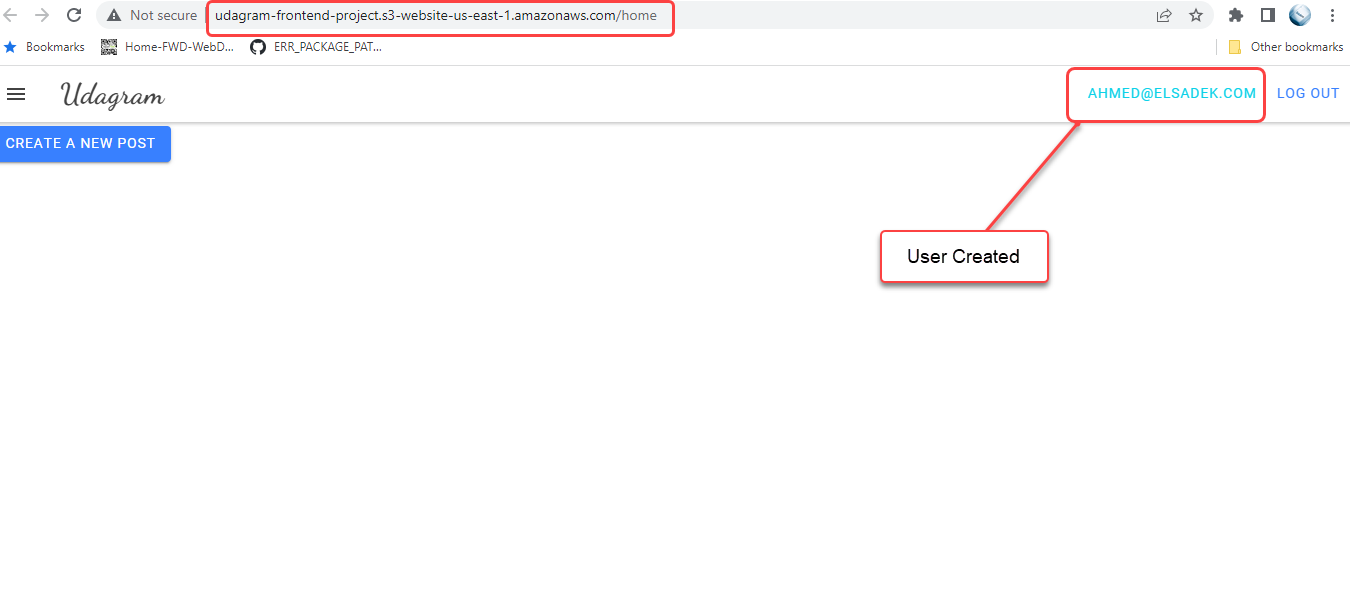 Not secure udagram-frontend-project.s3-website-us-east-1.amazonaws.com/home
Bookmarks Home-FWD-WebD... ERR_PACKAGE_PAT... Other bookmarks
Udagram AHMED@ELSADEK.COM LOG OUT
CREATE A NEW POST
User Created